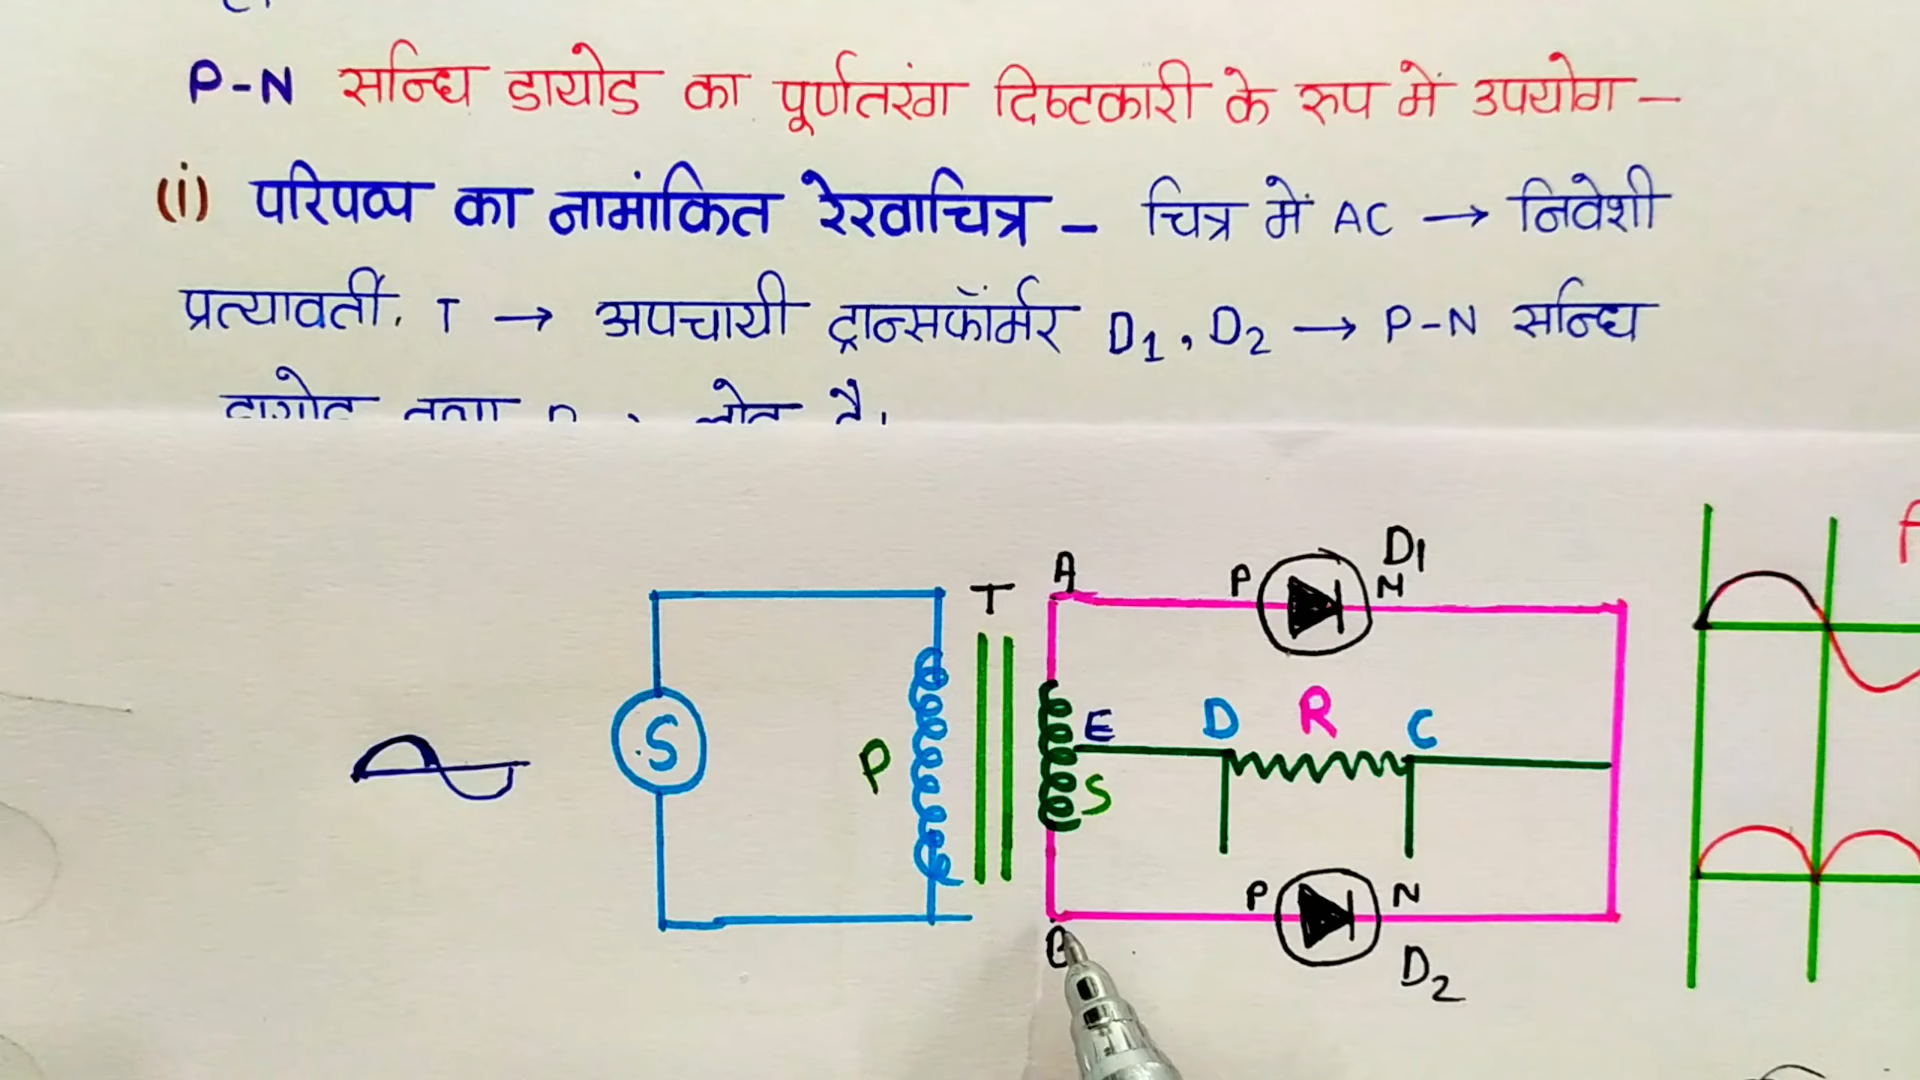 P-N सन्धि डायोड का पूर्णतरंग दिष्टकारी के रुप में उपयोग –
(i) परिपथ का नामांकित रेखाचित्र – चित्र में AC → निवेशी
प्रत्यावर्ती, T → अपचायी ट्रान्सफॉर्मर D1, D2 → P-N सन्धि
A
T
P
D1
N
S
P
E
S
D
R
C
B
P
N
D2